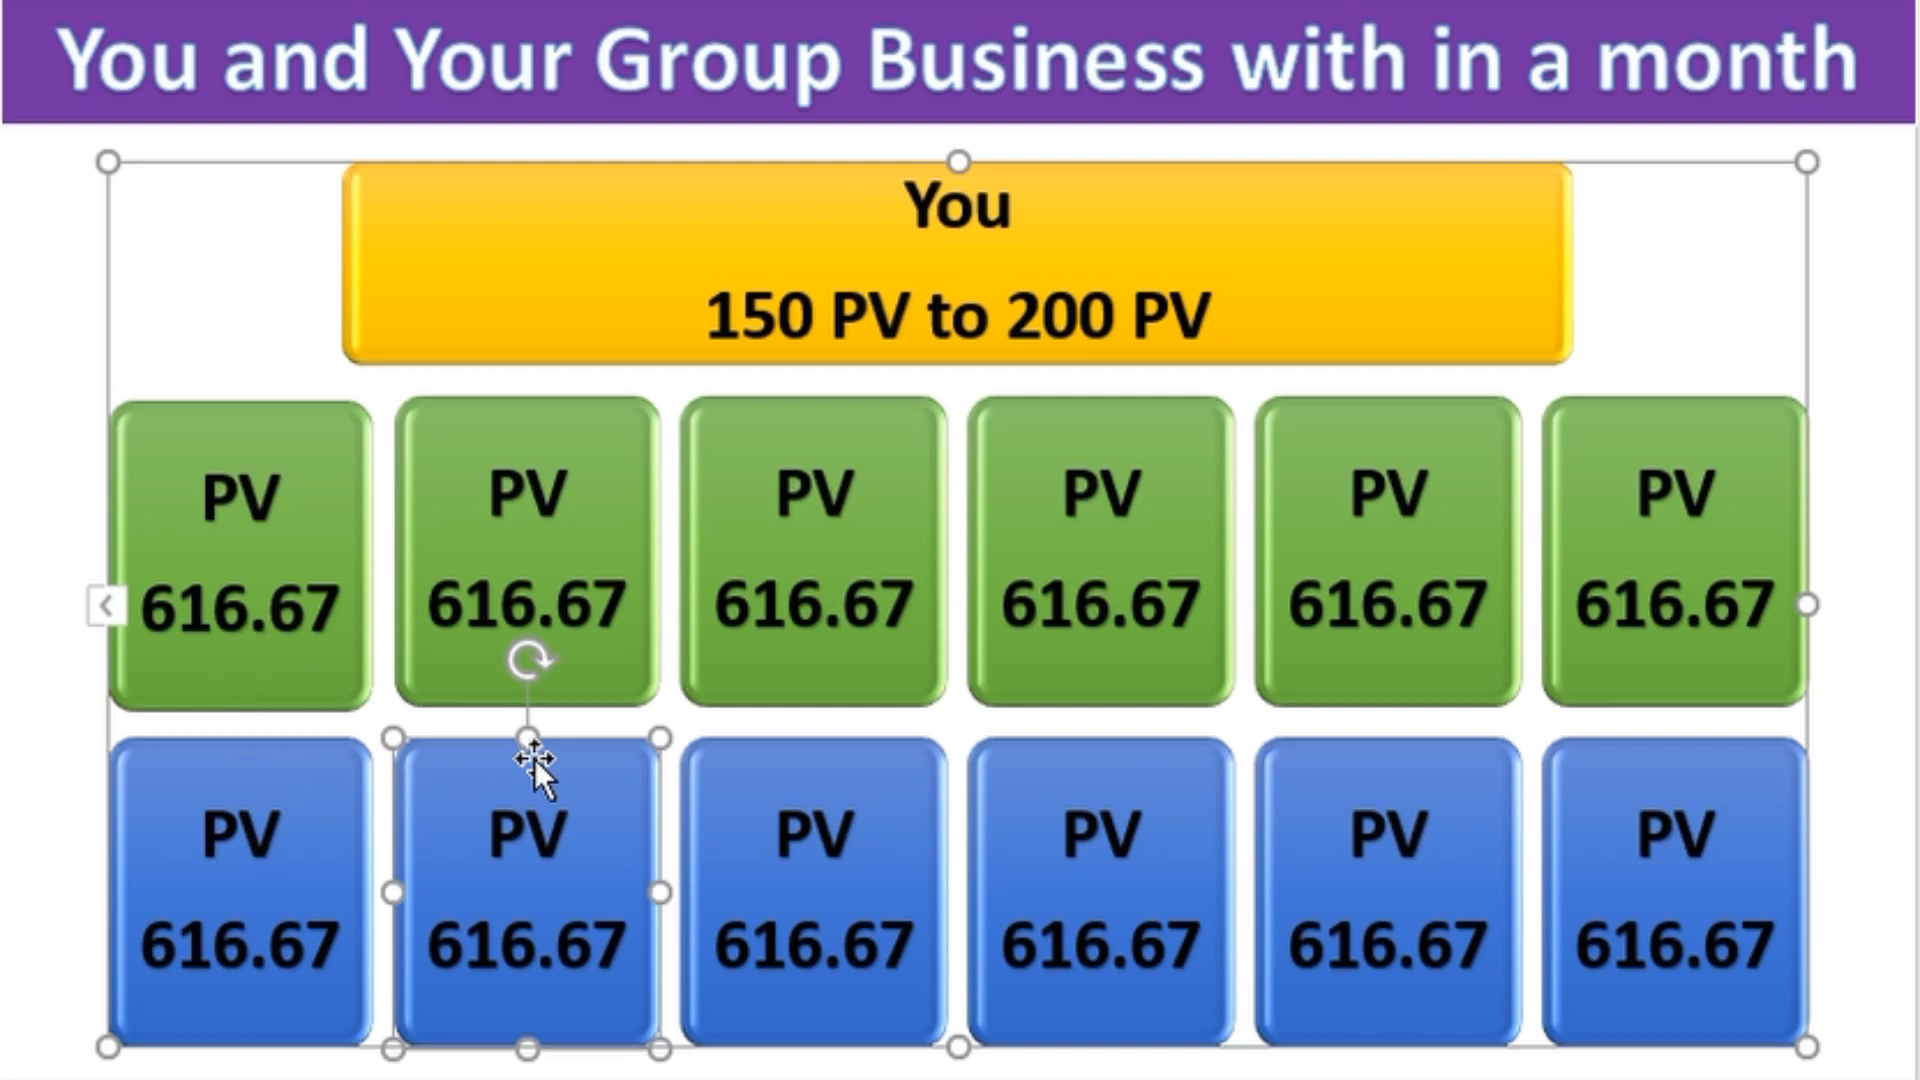 You and Your Group Business with in a month
You
150 PV to 200 PV
PV PV PV PV PV PV
616.67 616.67 616.67 616.67 616.67 616.67
PV PV PV PV PV PV
616.67 616.67 616.67 616.67 616.67 616.67